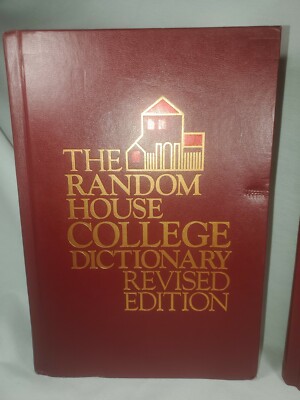 THE
RANDOM
HOUSE
COLLEGE
DICTIONARY
REVISED
EDITION